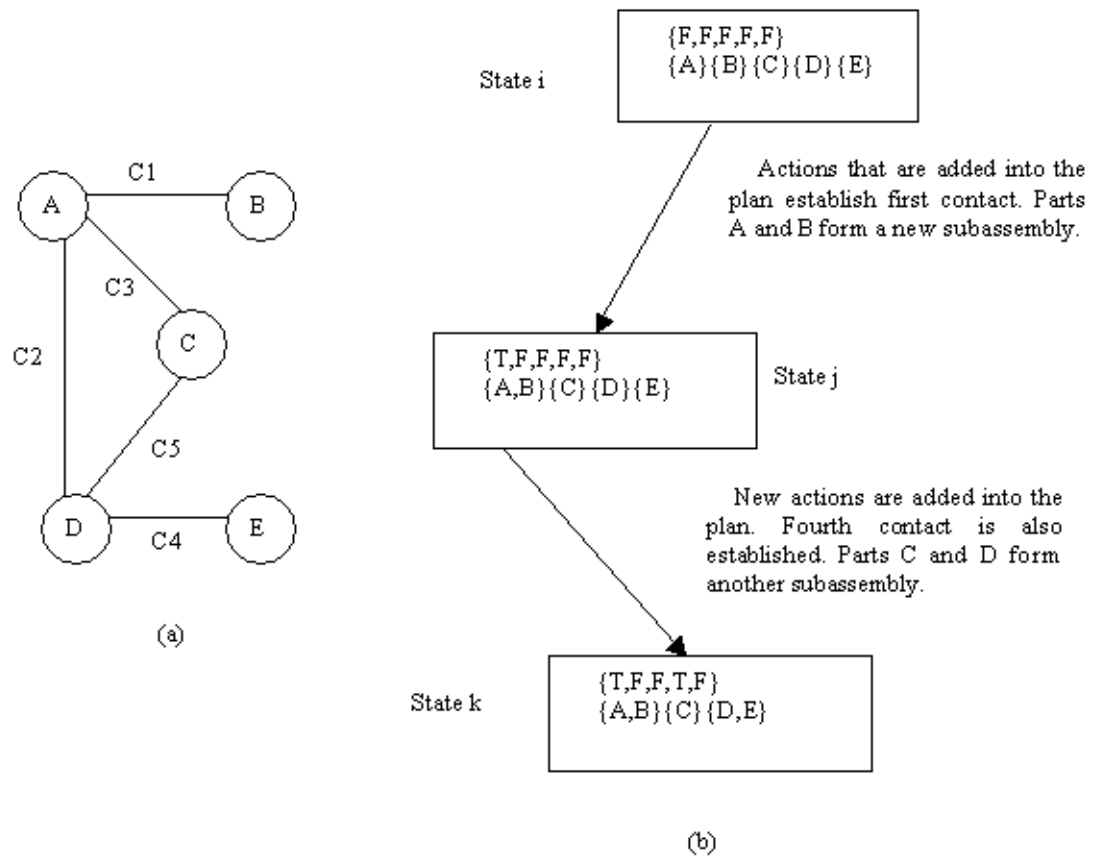 A
C1
B
C3
C
C2
C5
D
C4
E
(a)
State i
{F,F,F,F,F}
{A}{B}{C}{D}{E}
Actions that are added into the
plan establish first contact. Parts
A and B form a new subassembly.
{T,F,F,F,F}
{A,B}{C}{D}{E}
State j
New actions are added into the
plan. Fourth contact is also
established. Parts C and D form
another subassembly.
State k
{T,F,F,T,F}
{A,B}{C}{D,E}
(b)